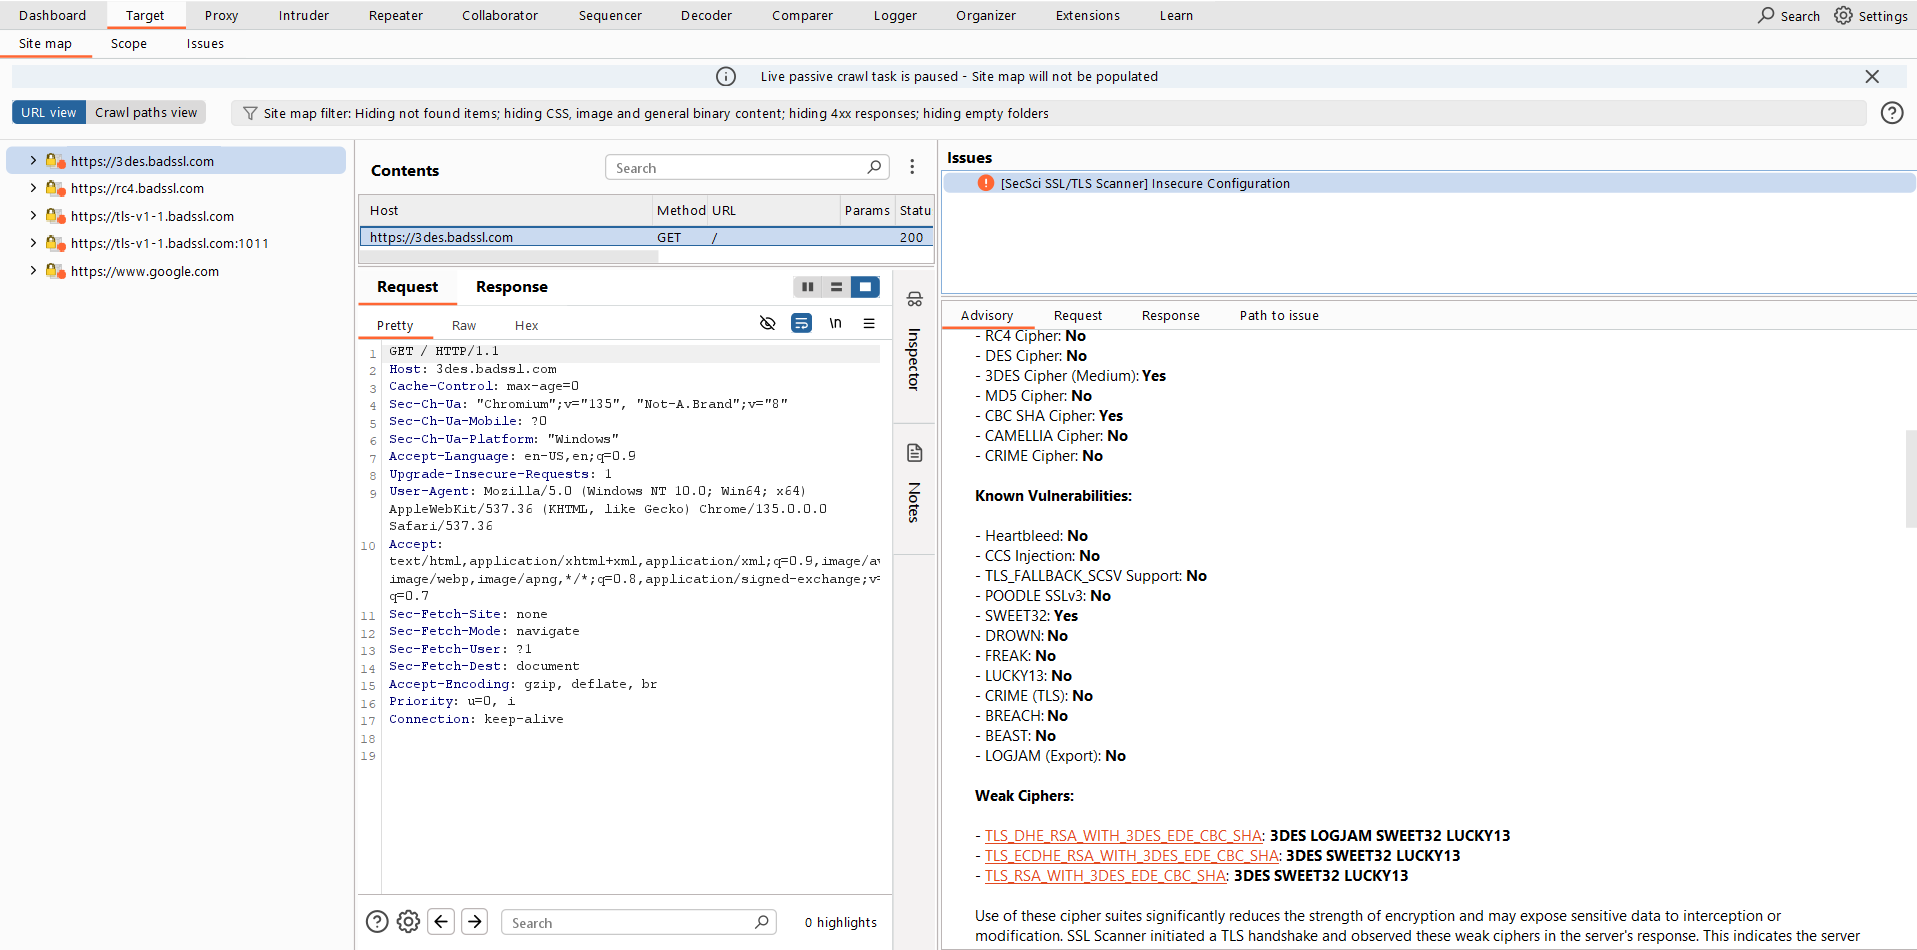 Dashboard Target Proxy Intruder Repeater Collaborator Sequencer Decoder Comparer Logger Organizer Extensions Learn Search Settings
Site map Scope Issues
Live passive crawl task is paused - Site map will not be populated
URL view Crawl paths view Site map filter: Hiding not found items; hiding CSS, image and general binary content; hiding 4xx responses; hiding empty folders
https://3des.badssl.com
https://rc4.badssl.com
https://tls-v1-1.badssl.com
https://tls-v1-1.badssl.com:1011
https://www.google.com
Contents Search
Host Method URL Params Statu
https://3des.badssl.com GET / 200
Request Response
Pretty Raw Hex \n
1 GET / HTTP/1.1
2 Host: 3des.badssl.com
3 Cache-Control: max-age=0
4 Sec-Ch-Ua: "Chromium";v="135", "Not-A.Brand";v="8"
5 Sec-Ch-Ua-Mobile: ?0
6 Sec-Ch-Ua-Platform: "Windows"
7 Accept-Language: en-US,en;q=0.9
8 Upgrade-Insecure-Requests: 1
9 User-Agent: Mozilla/5.0 (Windows NT 10.0; Win64; x64)
AppleWebKit/537.36 (KHTML, like Gecko) Chrome/135.0.0.0
Safari/537.36
10 Accept:
text/html,application/xhtml+xml,application/xml;q=0.9,image/av
image/webp,image/apng,*/*;q=0.8,application/signed-exchange;v=
q=0.7
11 Sec-Fetch-Site: none
12 Sec-Fetch-Mode: navigate
13 Sec-Fetch-User: ?1
14 Sec-Fetch-Dest: document
15 Accept-Encoding: gzip, deflate, br
16 Priority: u=0, i
17 Connection: keep-alive
18
19
Search 0 highlights
Inspector
Notes
Issues
[SecSci SSL/TLS Scanner] Insecure Configuration
Advisory Request Response Path to issue
- RC4 Cipher: No
- DES Cipher: No
- 3DES Cipher (Medium): Yes
- MD5 Cipher: No
- CBC SHA Cipher: Yes
- CAMELLIA Cipher: No
- CRIME Cipher: No
Known Vulnerabilities:
- Heartbleed: No
- CCS Injection: No
- TLS_FALLBACK_SCSV Support: No
- POODLE SSLv3: No
- SWEET32: Yes
- DROWN: No
- FREAK: No
- LUCKY13: No
- CRIME (TLS): No
- BREACH: No
- BEAST: No
- LOGJAM (Export): No
Weak Ciphers:
- TLS_DHE_RSA_WITH_3DES_EDE_CBC_SHA: 3DES LOGJAM SWEET32 LUCKY13
- TLS_ECDHE_RSA_WITH_3DES_EDE_CBC_SHA: 3DES SWEET32 LUCKY13
- TLS_RSA_WITH_3DES_EDE_CBC_SHA: 3DES SWEET32 LUCKY13
Use of these cipher suites significantly reduces the strength of encryption and may expose sensitive data to interception or
modification. SSL Scanner initiated a TLS handshake and observed these weak ciphers in the server's response. This indicates the server